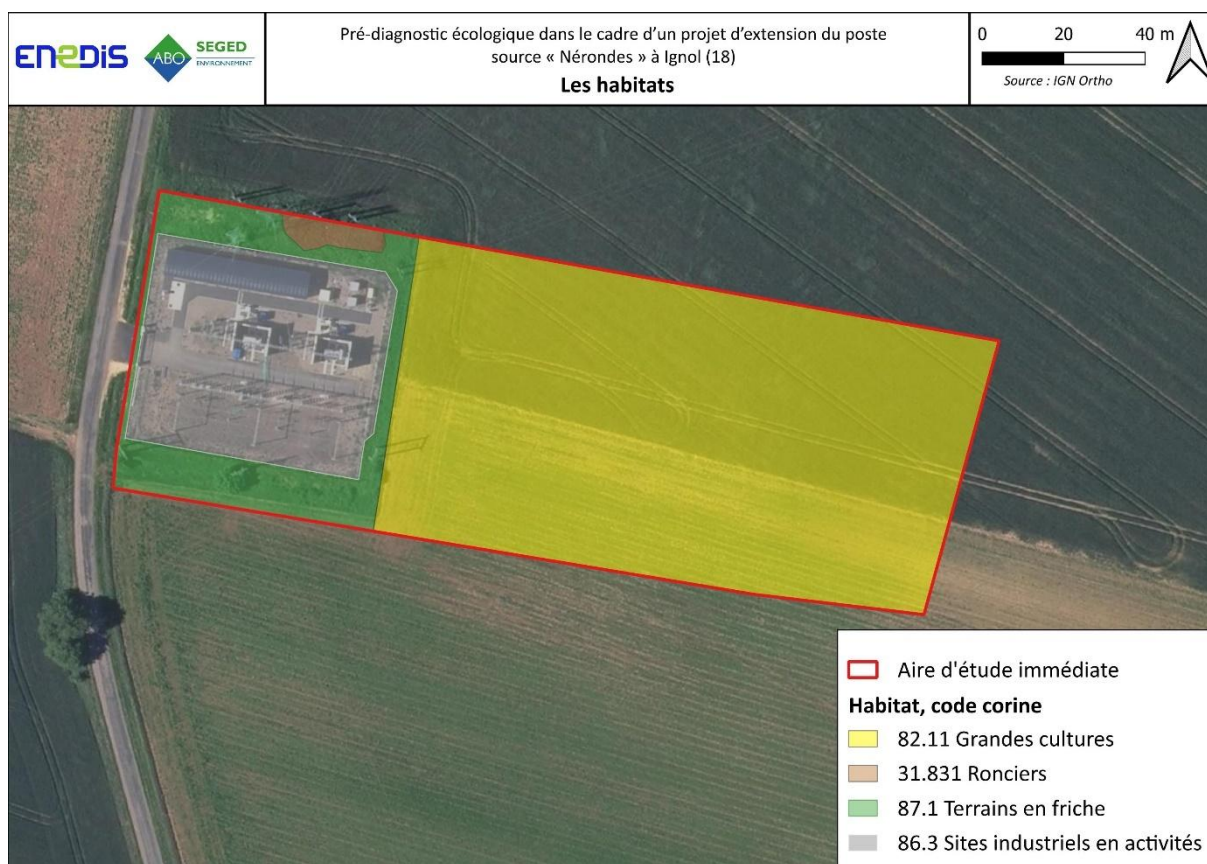 ENEDIS
ABO
SEGED
ENVIRONNEMENT
Pré-diagnostic écologique dans le cadre d'un projet d'extension du poste
source « Nérondes » à Ignol (18)
Les habitats
0 20 40 m
Source : IGN Ortho
Aire d'étude immédiate
Habitat, code corine
82.11 Grandes cultures
31.831 Ronciers
87.1 Terrains en friche
86.3 Sites industriels en activités